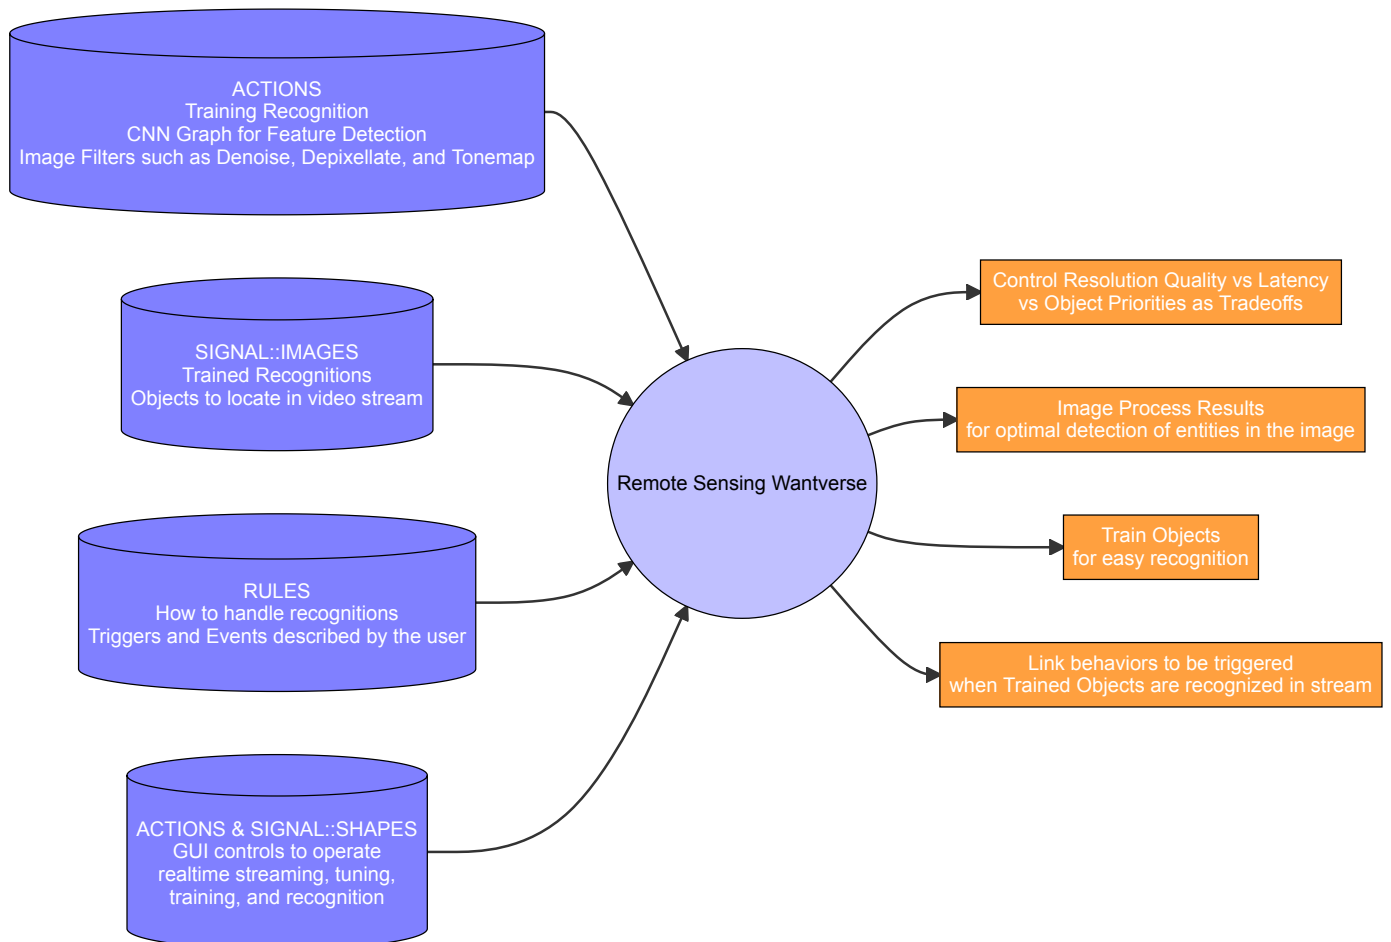 ACTIONS
Training Recognition
CNN Graph for Feature Detection
Image Filters such as Denoise, Depixellate, and Tonemap
SIGNAL::IMAGES
Trained Recognitions
Objects to locate in video stream
RULES
How to handle recognitions
Triggers and Events described by the user
ACTIONS & SIGNAL::SHAPES
GUI controls to operate
realtime streaming, tuning,
training, and recognition
Remote Sensing Wantverse
Control Resolution Quality vs Latency
vs Object Priorities as Tradeoffs
Image Process Results
for optimal detection of entities in the image
Train Objects
for easy recognition
Link behaviors to be triggered
when Trained Objects are recognized in stream